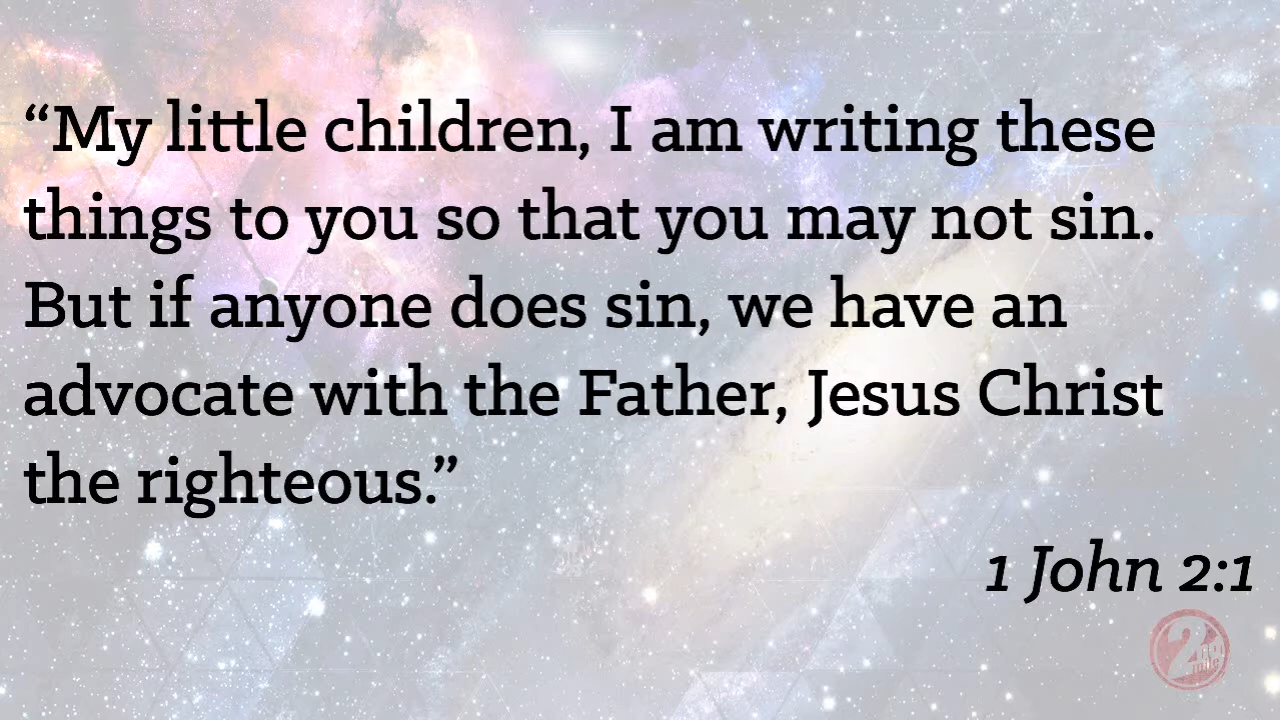 “My little children, I am writing these
things to you so that you may not sin.
But if anyone does sin, we have an
advocate with the Father, Jesus Christ
the righteous.”
1 John 2:1
2